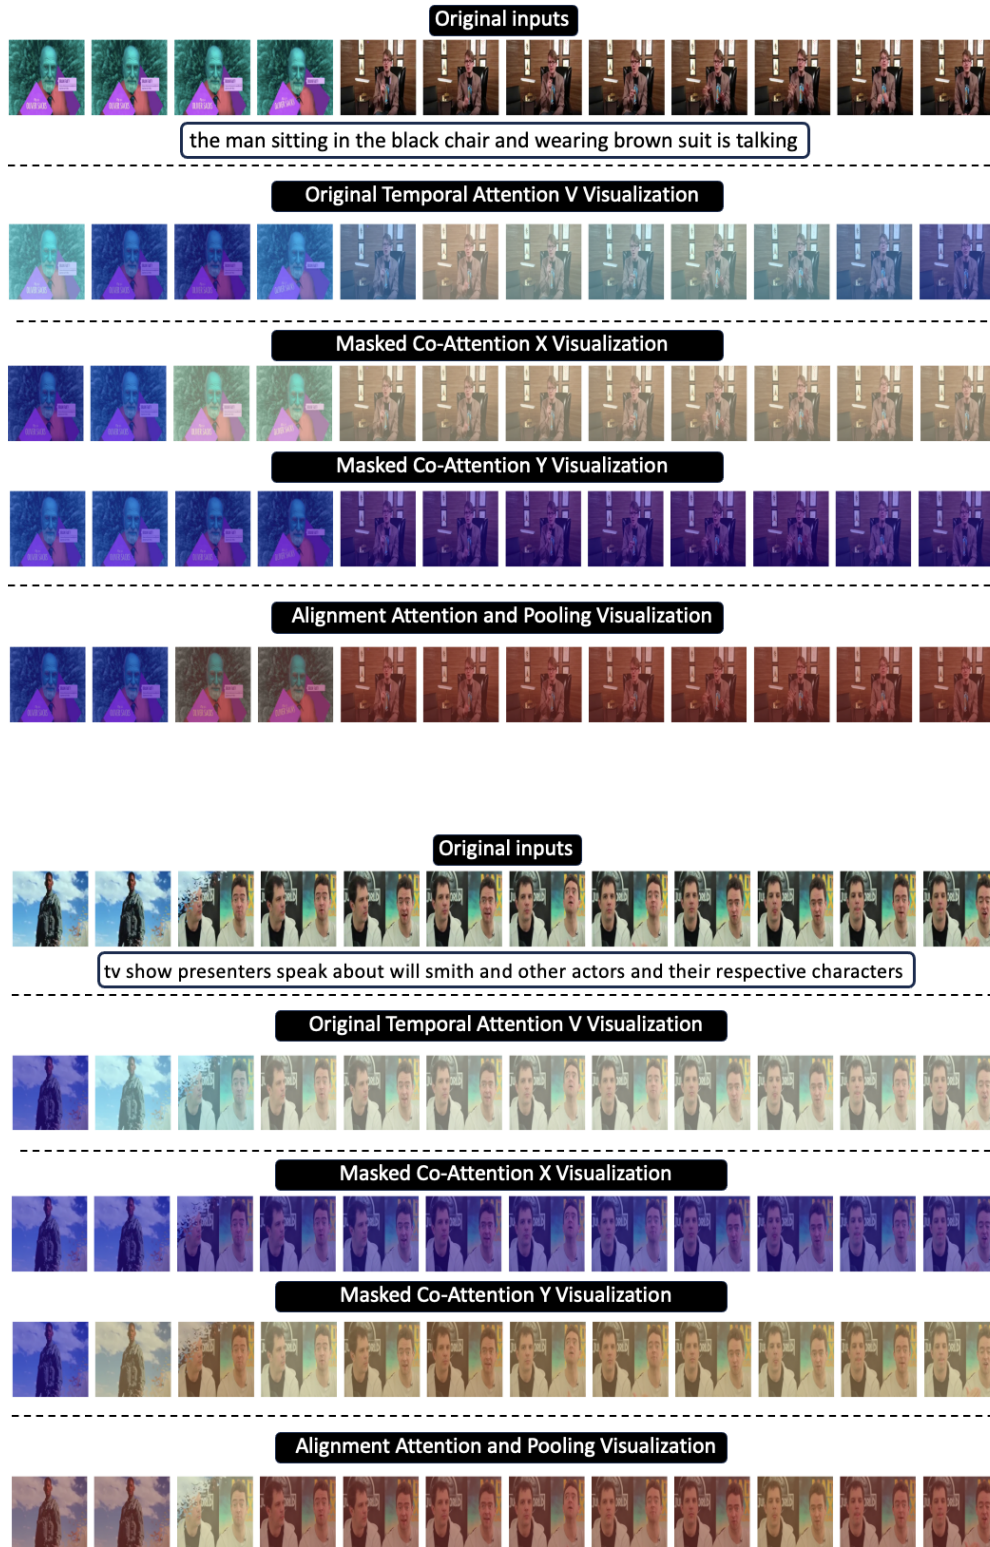 Original inputs
the man sitting in the black chair and wearing brown suit is talking
Original Temporal Attention V Visualization
Masked Co-Attention X Visualization
Masked Co-Attention Y Visualization
Alignment Attention and Pooling Visualization
Original inputs
tv show presenters speak about will smith and other actors and their respective characters
Original Temporal Attention V Visualization
Masked Co-Attention X Visualization
Masked Co-Attention Y Visualization
Alignment Attention and Pooling Visualization